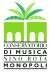 CONSERVATORIO
DI MUSICA
NINO ROTA
MONOPOLI